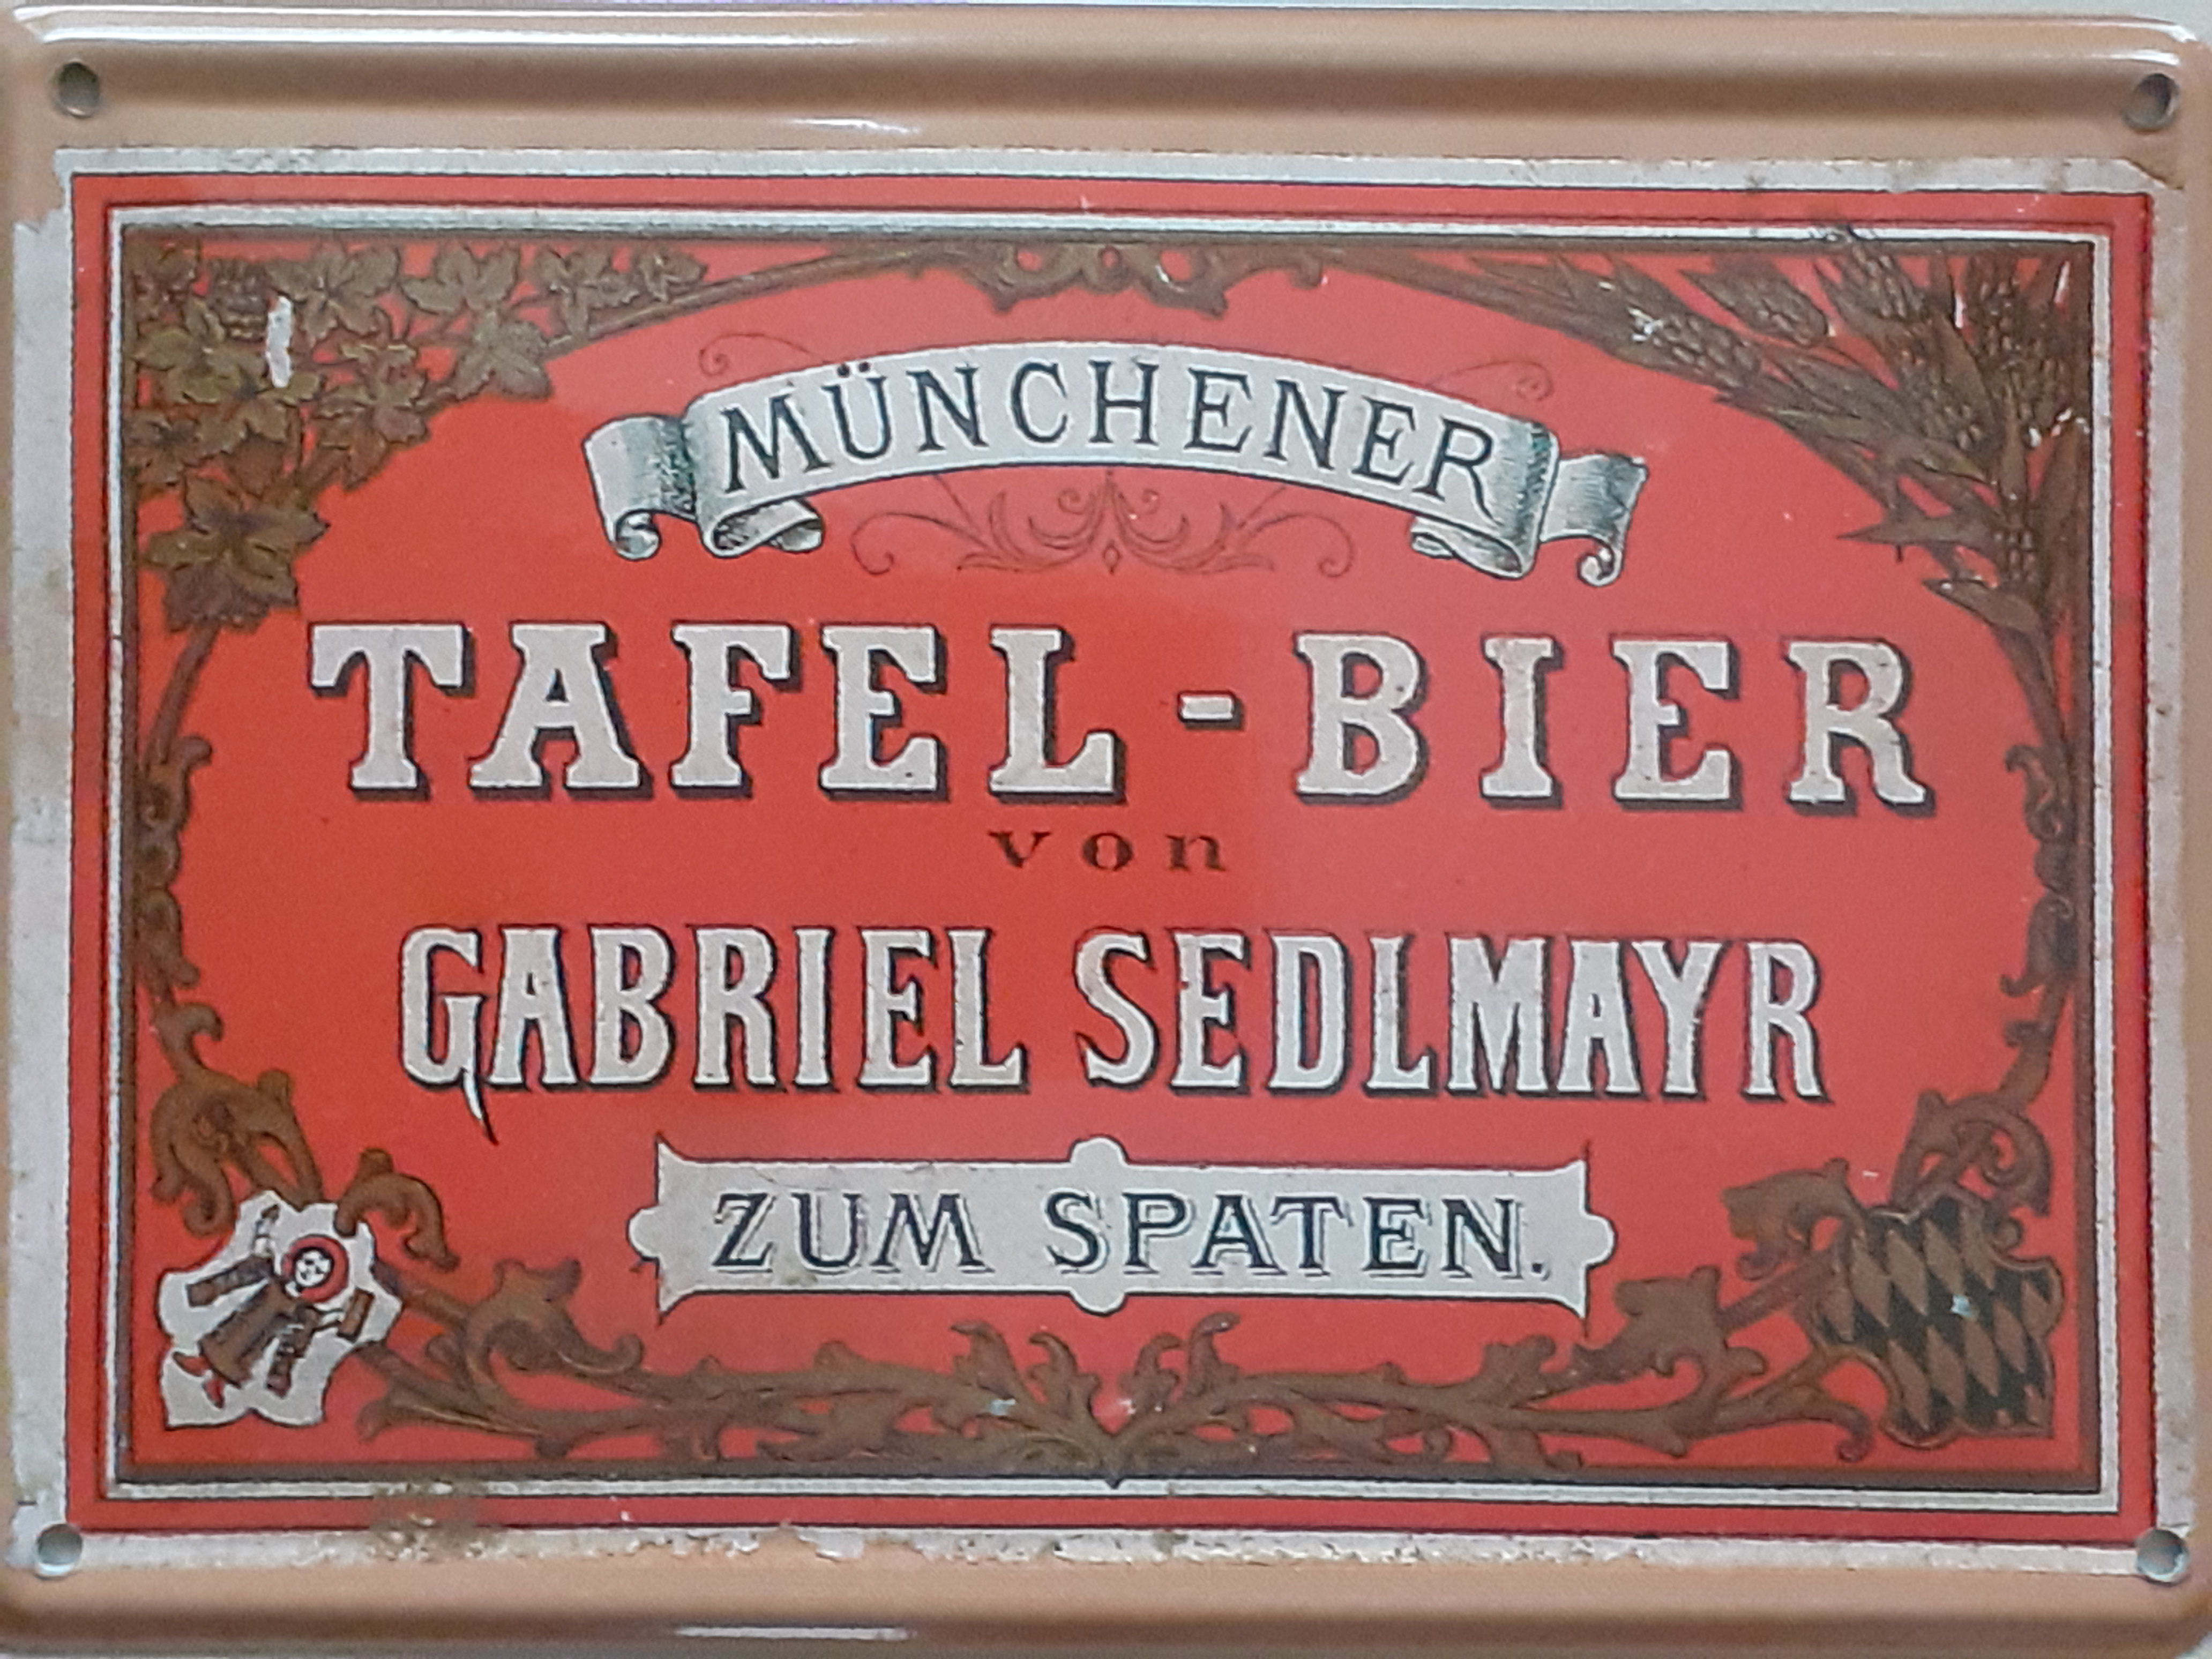 MÜNCHENER
TAFEL-BIER
von
GABRIEL SEDLMAYR
ZUM SPATEN.